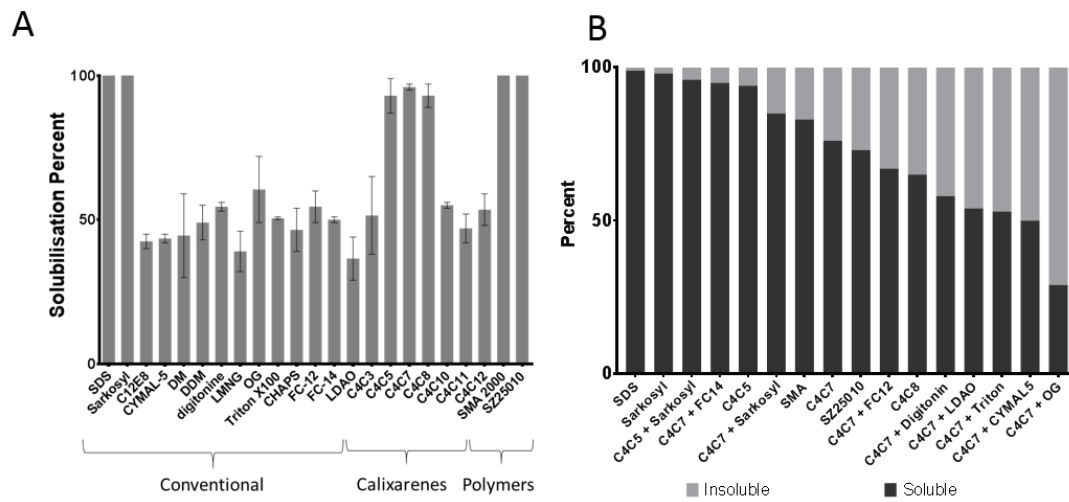 A
Solubilisation Percent
100
50
0
SDS
Sarkosyl
C12E8
CYMAL-5
DM
DDM
digitonine
LMNG
OG
Triton X100
CHAPS
FC-12
FC-14
LDAO
C4C3
C4C5
C4C7
C4C8
C4C10
C4C11
C4C12
SMA 2000
SZ25010
Conventional
Calixarenes
Polymers
B
Percent
100
50
0
SDS
Sarkosyl
C4C5 + Sarkosyl
C4C7 + FC14
C4C5
C4C7 + Sarkosyl
SMA
C4C7
SZ25010
C4C7 + FC12
C4C8
C4C7 + Digitonin
C4C7 + LDAO
C4C7 + Triton
C4C7 + CYMAL5
C4C7 + OG
Insoluble
Soluble